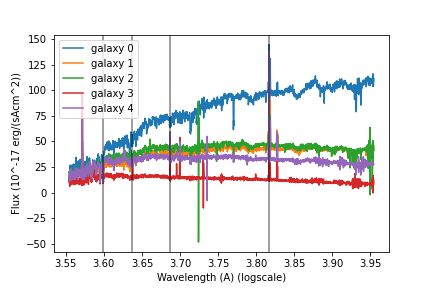 150
125
100
75
50
25
0
−25
−50
Flux (10^-17 erg/(sAcm^2))
galaxy 0
galaxy 1
galaxy 2
galaxy 3
galaxy 4
3.55 3.60 3.65 3.70 3.75 3.80 3.85 3.90 3.95
Wavelength (A) (logscale)